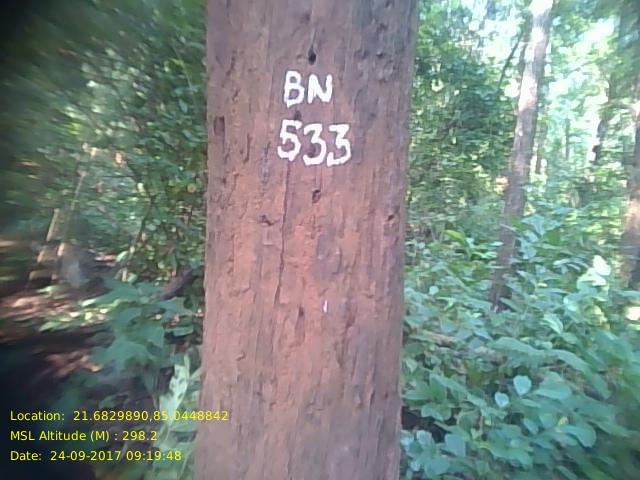 BN
533
Location: 21.6829890,85.0448842
MSL Altitude (M) : 298.2
Date: 24-09-2017 09:19:48